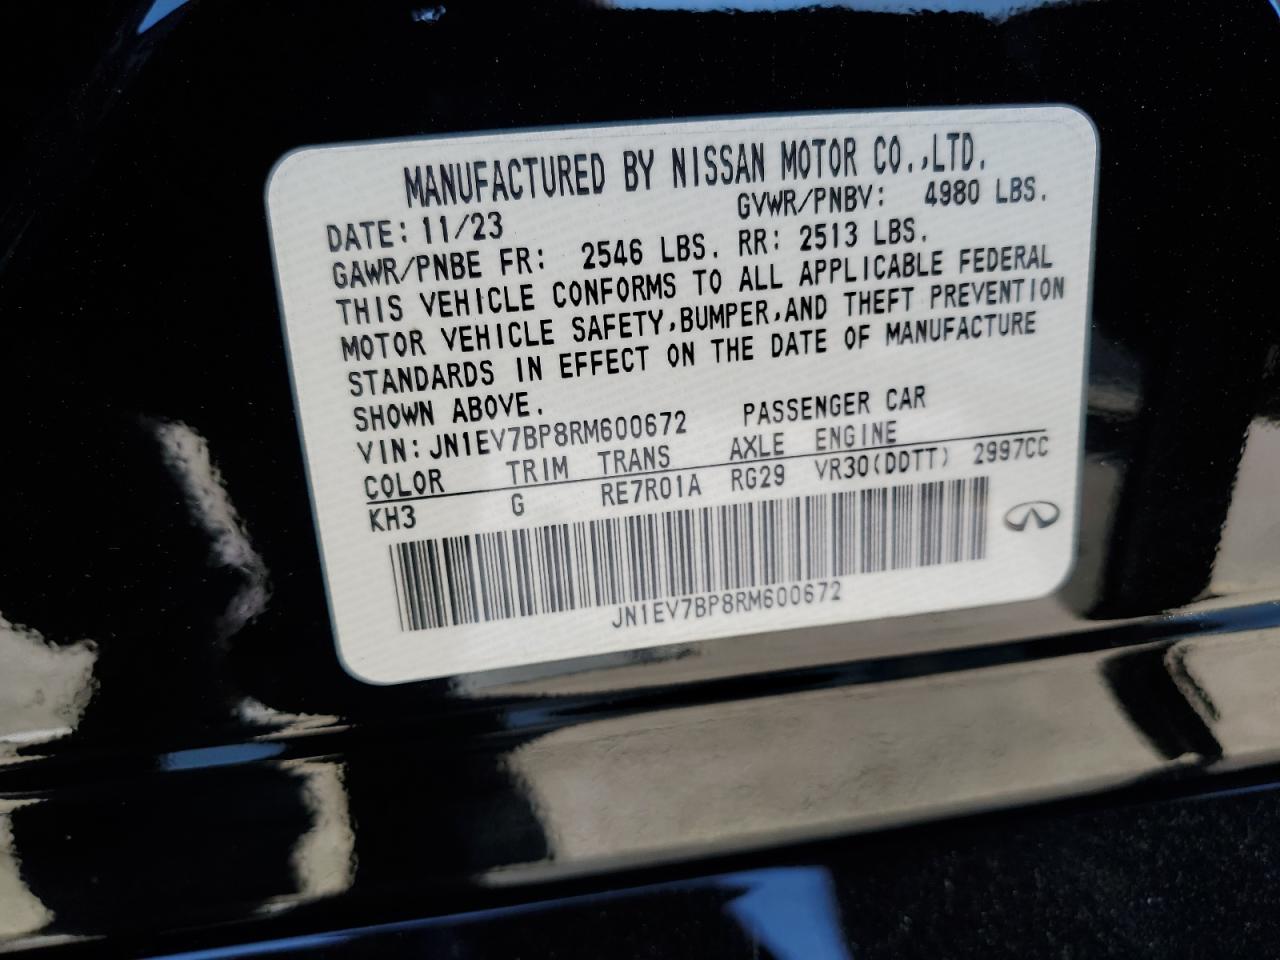 MANUFACTURED BY NISSAN MOTOR CO.,LTD.
DATE: 11/23 GVWR/PNBV: 4980 LBS.
GAWR/PNBE FR: 2546 LBS. RR: 2513 LBS.
THIS VEHICLE CONFORMS TO ALL APPLICABLE FEDERAL
MOTOR VEHICLE SAFETY,BUMPER,AND THEFT PREVENTION
STANDARDS IN EFFECT ON THE DATE OF MANUFACTURE
SHOWN ABOVE.
VIN: JN1EV7BP8RM600672 PASSENGER CAR
COLOR TRIM TRANS AXLE ENGINE
KH3 G RE7R01A RG29 VR30(DDTT) 2997CC
JN1EV7BP8RM600672